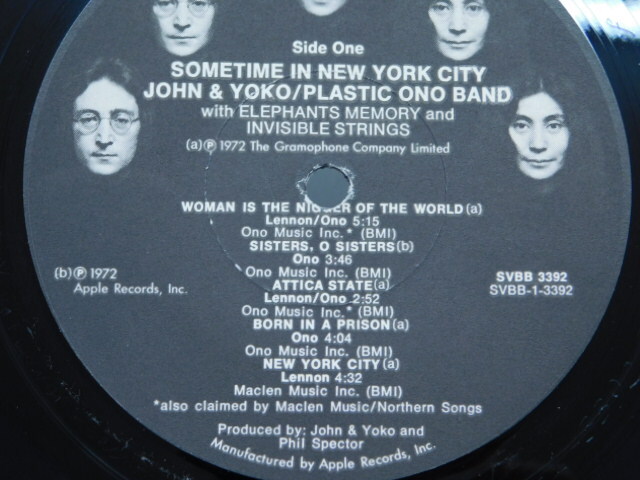 Side One
SOMETIME IN NEW YORK CITY
JOHN & YOKO/PLASTIC ONO BAND
with ELEPHANTS MEMORY and
INVISIBLE STRINGS
(a)Ⓟ 1972 The Gramophone Company Limited
WOMAN IS THE NIGGER OF THE WORLD(a)
Lennon/Ono 5:15
Ono Music Inc.* (BMI)
SISTERS, O SISTERS(b)
Ono 3:46
Ono Music Inc. (BMI)
ATTICA STATE(a)
Lennon/Ono 2:52
Ono Music Inc.* (BMI)
BORN IN A PRISON(a)
Ono 4:04
Ono Music Inc. (BMI)
NEW YORK CITY(a)
Lennon 4:32
Maclen Music Inc. (BMI)
*also claimed by Maclen Music/Northern Songs
(b)Ⓟ 1972
Apple Records, Inc.
SVBB 3392
SVBB-1-3392
Produced by: John & Yoko and
Phil Spector
Manufactured by Apple Records, Inc.